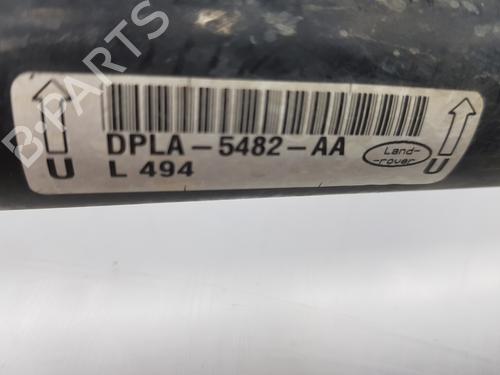 DPLA-5482-AA
L 494
U
U
Land-
-rover
B-PARTS